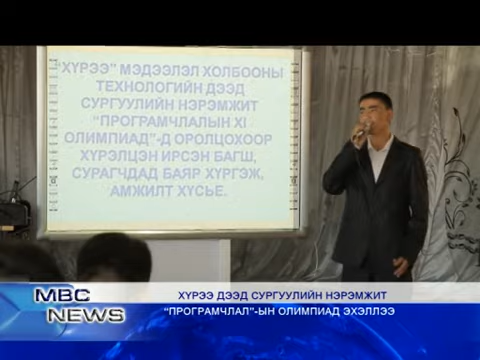 "ХҮРЭЭ" МЭДЭЭЛЭЛ ХОЛБООНЫ
ТЕХНОЛОГИЙН ДЭЭД
СУРГУУЛИЙН НЭРЭМЖИТ
"ПРОГРАМЧЛАЛЫН XI
ОЛИМПИАД"-Д ОРОЛЦОХООР
ХҮРЭЛЦЭН ИРСЭН БАГШ,
СУРАГЧДАД БАЯР ХҮРГЭЖ,
АМЖИЛТ ХҮСЬЕ.
MBC
NEWS
ХҮРЭЭ ДЭЭД СУРГУУЛИЙН НЭРЭМЖИТ
"ПРОГРАМЧЛАЛ"-ЫН ОЛИМПИАД ЭХЭЛЛЭЭ